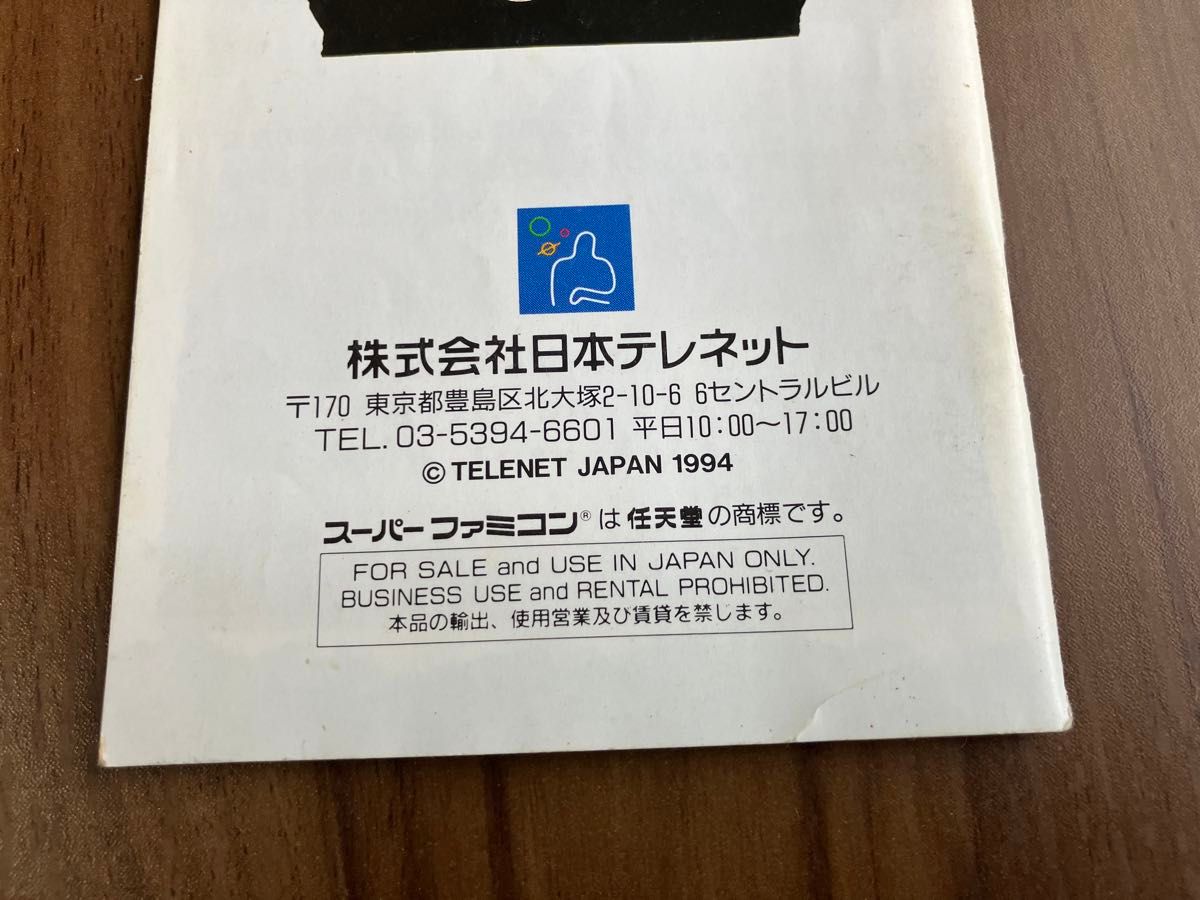 株式会社日本テレネット
〒170 東京都豊島区北大塚2-10-6 6セントラルビル
TEL. 03-5394-6601 平日10:00〜17:00
© TELENET JAPAN 1994
スーパーファミコン®は任天堂の商標です。
FOR SALE and USE IN JAPAN ONLY.
BUSINESS USE and RENTAL PROHIBITED.
本品の輸出、使用営業及び賃貸を禁じます。